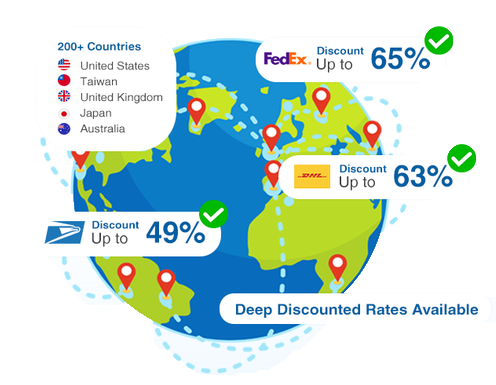 200+ Countries
United States
Taiwan
United Kingdom
Japan
Australia
FedEx
Discount
Up to
65%
DHL
Discount
Up to
63%
Discount
Up to
49%
Deep Discounted Rates Available